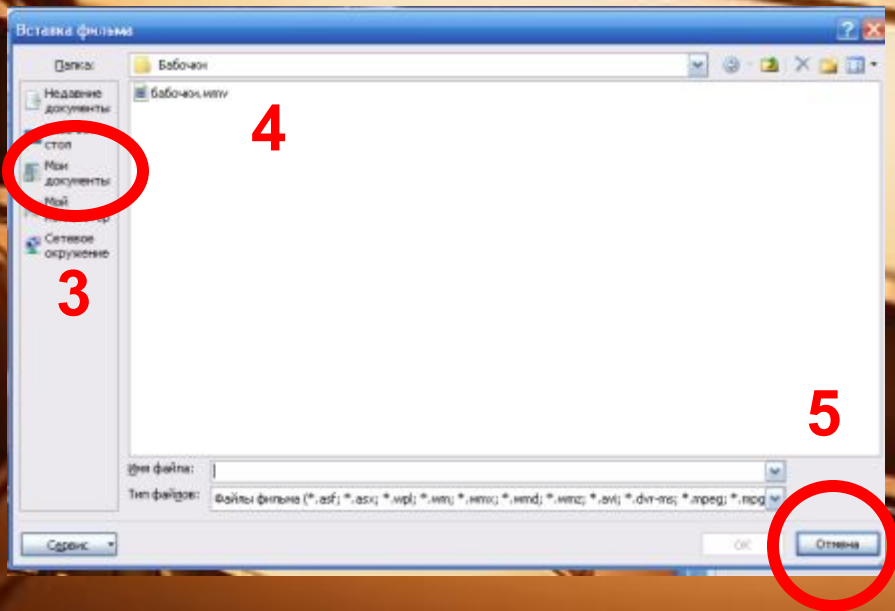 Вставка фильма
Папка:
Бабочки
Недавние
документы
бабочки.wmv
4
стол
Мои
документы
Мой
Сетевое
окружение
3
5
Имя файла:
Тип файлов:
Файлы фильма (*.asf; *.asx; *.wpl; *.wm; *.wmx; *.wmd; *.wmz; *.avi; *.dvr-ms; *.mpeg; *.mpg
Сервис
ОК
Отмена